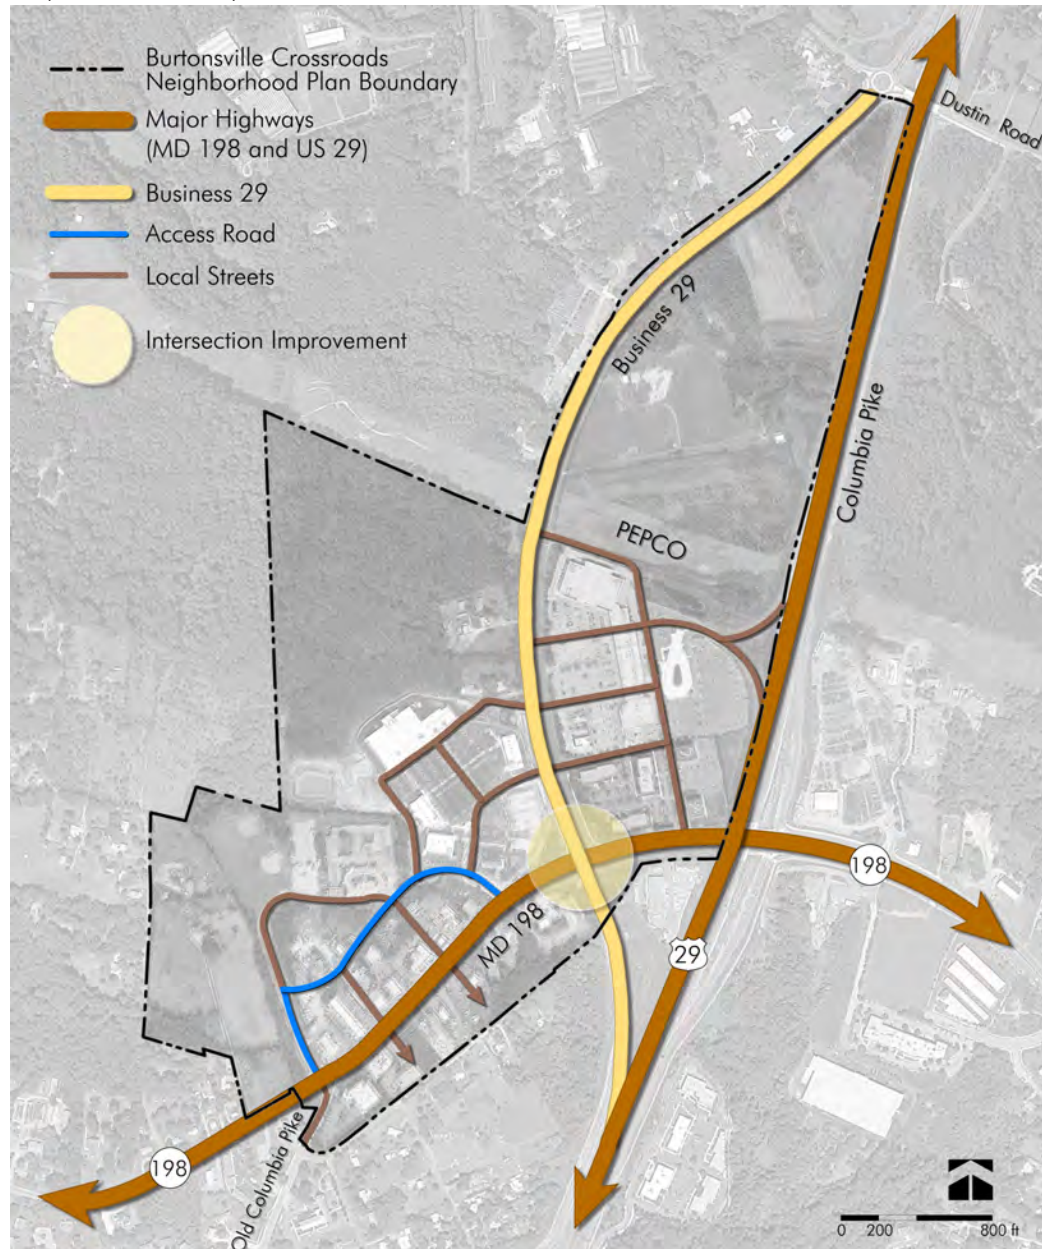 Burtonsville Crossroads
Neighborhood Plan Boundary
Major Highways
(MD 198 and US 29)
Business 29
Access Road
Local Streets
Intersection Improvement
Dustin Road
Business 29
Columbia Pike
PEPCO
198
MD 198
29
Old Columbia Pike
198
0 200 800 ft